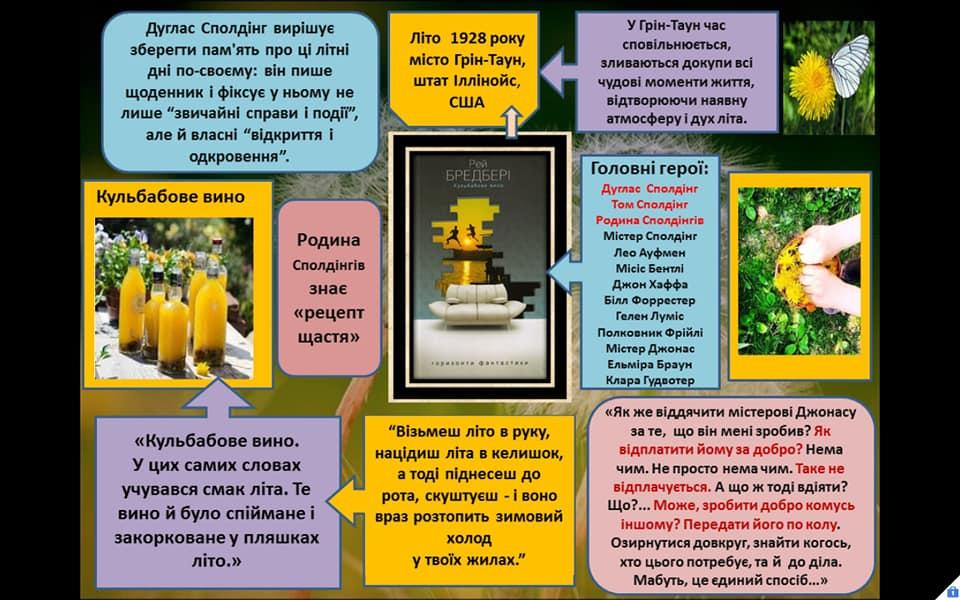 Дуглас Сполдінг вирішує
зберегти пам'ять про ці літні
дні по-своєму: він пише
щоденник і фіксує у ньому не
лише “звичайні справи і події”,
але й власні “відкриття і
одкровення”.
Літо 1928 року
місто Грін-Таун,
штат Іллінойс,
США
У Грін-Таун час
сповільнюється,
зливаються докупи всі
чудові моменти життя,
відтворюючи наявну
атмосферу і дух літа.
Кульбабове вино
Родина
Сполдінгів
знає
«рецепт
щастя»
Рей
БРЕДБЕРІ
Кульбабове вино
горизонти фантастики
Головні герої:
Дуглас Сполдінг
Том Сполдінг
Родина Сполдінгів
Містер Сполдінг
Лео Ауфмен
Місіс Бентлі
Джон Хаффа
Білл Форрестер
Гелен Луміс
Полковник Фрійлі
Містер Джонас
Ельміра Браун
Клара Гудвотер
«Кульбабове вино.
У цих самих словах
учувався смак літа. Те
вино й було спіймане і
закорковане у пляшках
літо.»
“Візьмеш літо в руку,
націдиш літа в келишок,
а тоді піднесеш до
рота, скуштуєш - і воно
враз розтопить зимовий
холод
у твоїх жилах.”
«Як же віддячити містерові Джонасу
за те, що він мені зробив? Як
відплатити йому за добро? Нема
чим. Не просто нема чим. Таке не
відплачується. А що ж тоді вдіяти?
Що?... Може, зробити добро комусь
іншому? Передати його по колу.
Озирнутися довкруг, знайти когось,
хто цього потребує, та й до діла.
Мабуть, це єдиний спосіб...»